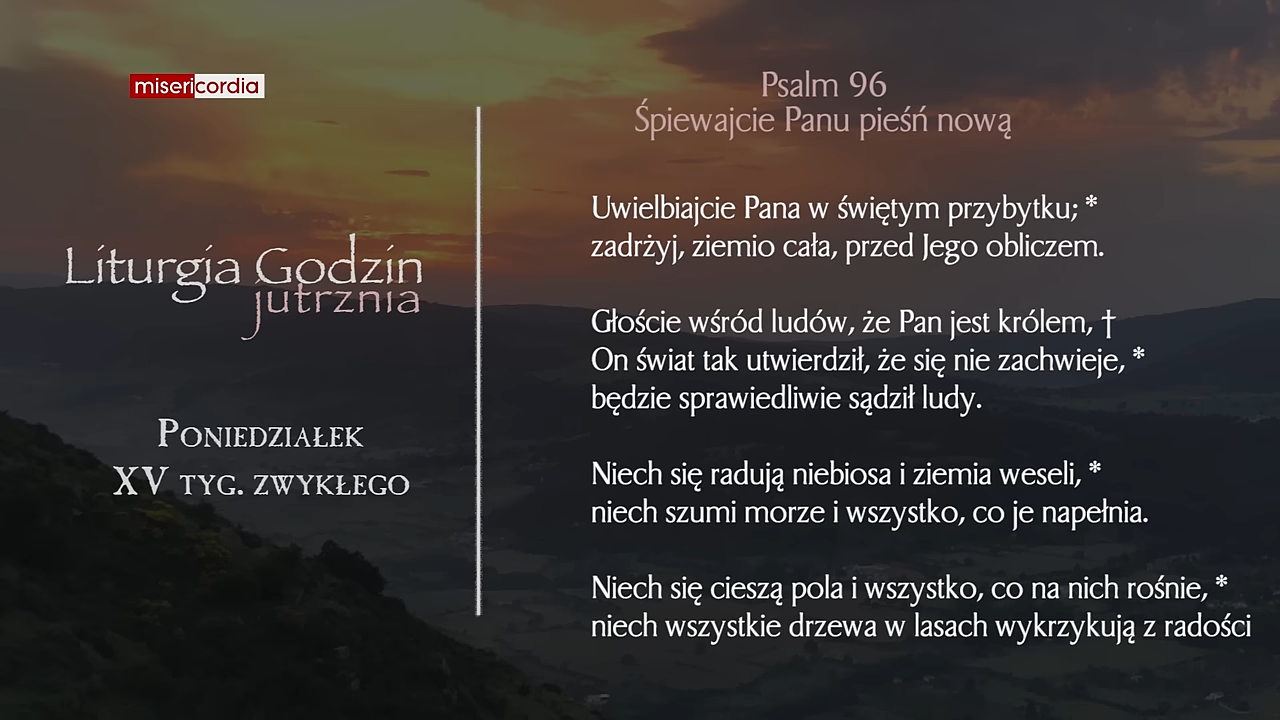 misericordia
Liturgia Godzin
jutrznia
Poniedziałek
XV tyg. zwykłego
Psalm 96
Śpiewajcie Panu pieśń nową
Uwielbiajcie Pana w świętym przybytku; *
zadrżyj, ziemio cała, przed Jego obliczem.
Głoście wśród ludów, że Pan jest królem, †
On świat tak utwierdził, że się nie zachwieje, *
będzie sprawiedliwie sądził ludy.
Niech się radują niebiosa i ziemia weseli, *
niech szumi morze i wszystko, co je napełnia.
Niech się cieszą pola i wszystko, co na nich rośnie, *
niech wszystkie drzewa w lasach wykrzykują z radości